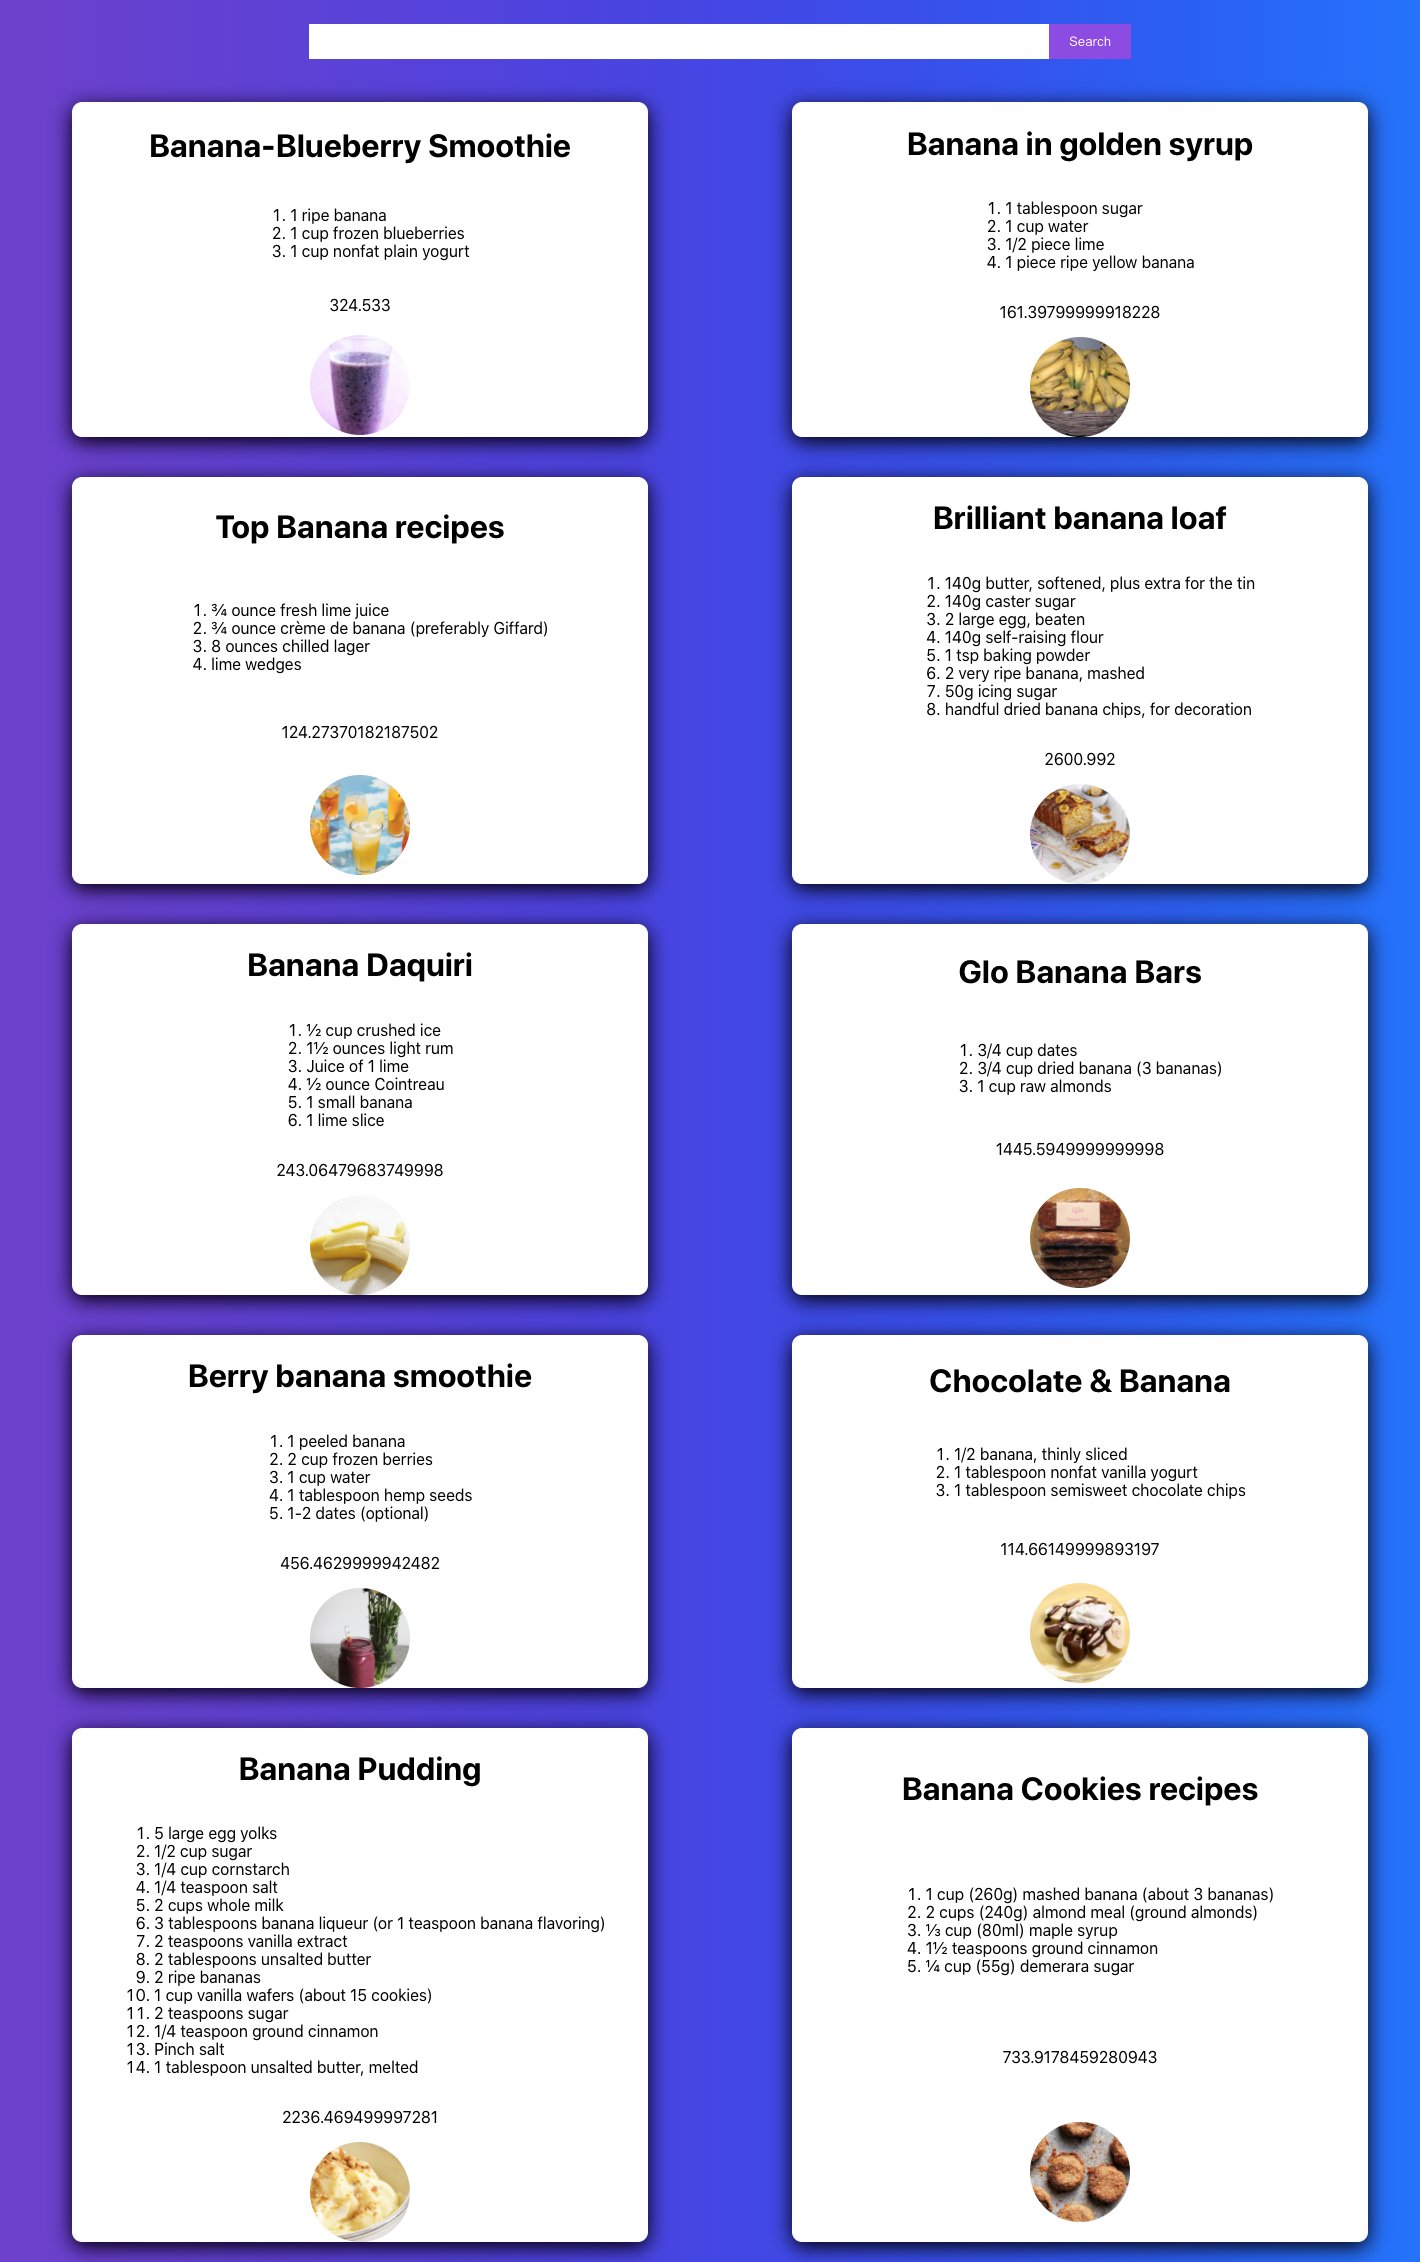 Search
Banana-Blueberry Smoothie
1. 1 ripe banana
2. 1 cup frozen blueberries
3. 1 cup nonfat plain yogurt
324.533
Banana in golden syrup
1. 1 tablespoon sugar
2. 1 cup water
3. 1/2 piece lime
4. 1 piece ripe yellow banana
161.39799999918228
Top Banana recipes
1. ¾ ounce fresh lime juice
2. ¾ ounce crème de banana (preferably Giffard)
3. 8 ounces chilled lager
4. lime wedges
124.27370182187502
Brilliant banana loaf
1. 140g butter, softened, plus extra for the tin
2. 140g caster sugar
3. 2 large egg, beaten
4. 140g self-raising flour
5. 1 tsp baking powder
6. 2 very ripe banana, mashed
7. 50g icing sugar
8. handful dried banana chips, for decoration
2600.992
Banana Daquiri
1. ½ cup crushed ice
2. 1½ ounces light rum
3. Juice of 1 lime
4. ½ ounce Cointreau
5. 1 small banana
6. 1 lime slice
243.06479683749998
Glo Banana Bars
1. 3/4 cup dates
2. 3/4 cup dried banana (3 bananas)
3. 1 cup raw almonds
1445.5949999999998
Berry banana smoothie
1. 1 peeled banana
2. 2 cup frozen berries
3. 1 cup water
4. 1 tablespoon hemp seeds
5. 1-2 dates (optional)
456.4629999942482
Chocolate & Banana
1. 1/2 banana, thinly sliced
2. 1 tablespoon nonfat vanilla yogurt
3. 1 tablespoon semisweet chocolate chips
114.66149999893197
Banana Pudding
1. 5 large egg yolks
2. 1/2 cup sugar
3. 1/4 cup cornstarch
4. 1/4 teaspoon salt
5. 2 cups whole milk
6. 3 tablespoons banana liqueur (or 1 teaspoon banana flavoring)
7. 2 teaspoons vanilla extract
8. 2 tablespoons unsalted butter
9. 2 ripe bananas
10. 1 cup vanilla wafers (about 15 cookies)
11. 2 teaspoons sugar
12. 1/4 teaspoon ground cinnamon
13. Pinch salt
14. 1 tablespoon unsalted butter, melted
2236.469499997281
Banana Cookies recipes
1. 1 cup (260g) mashed banana (about 3 bananas)
2. 2 cups (240g) almond meal (ground almonds)
3. ⅓ cup (80ml) maple syrup
4. 1½ teaspoons ground cinnamon
5. ¼ cup (55g) demerara sugar
733.9178459280943